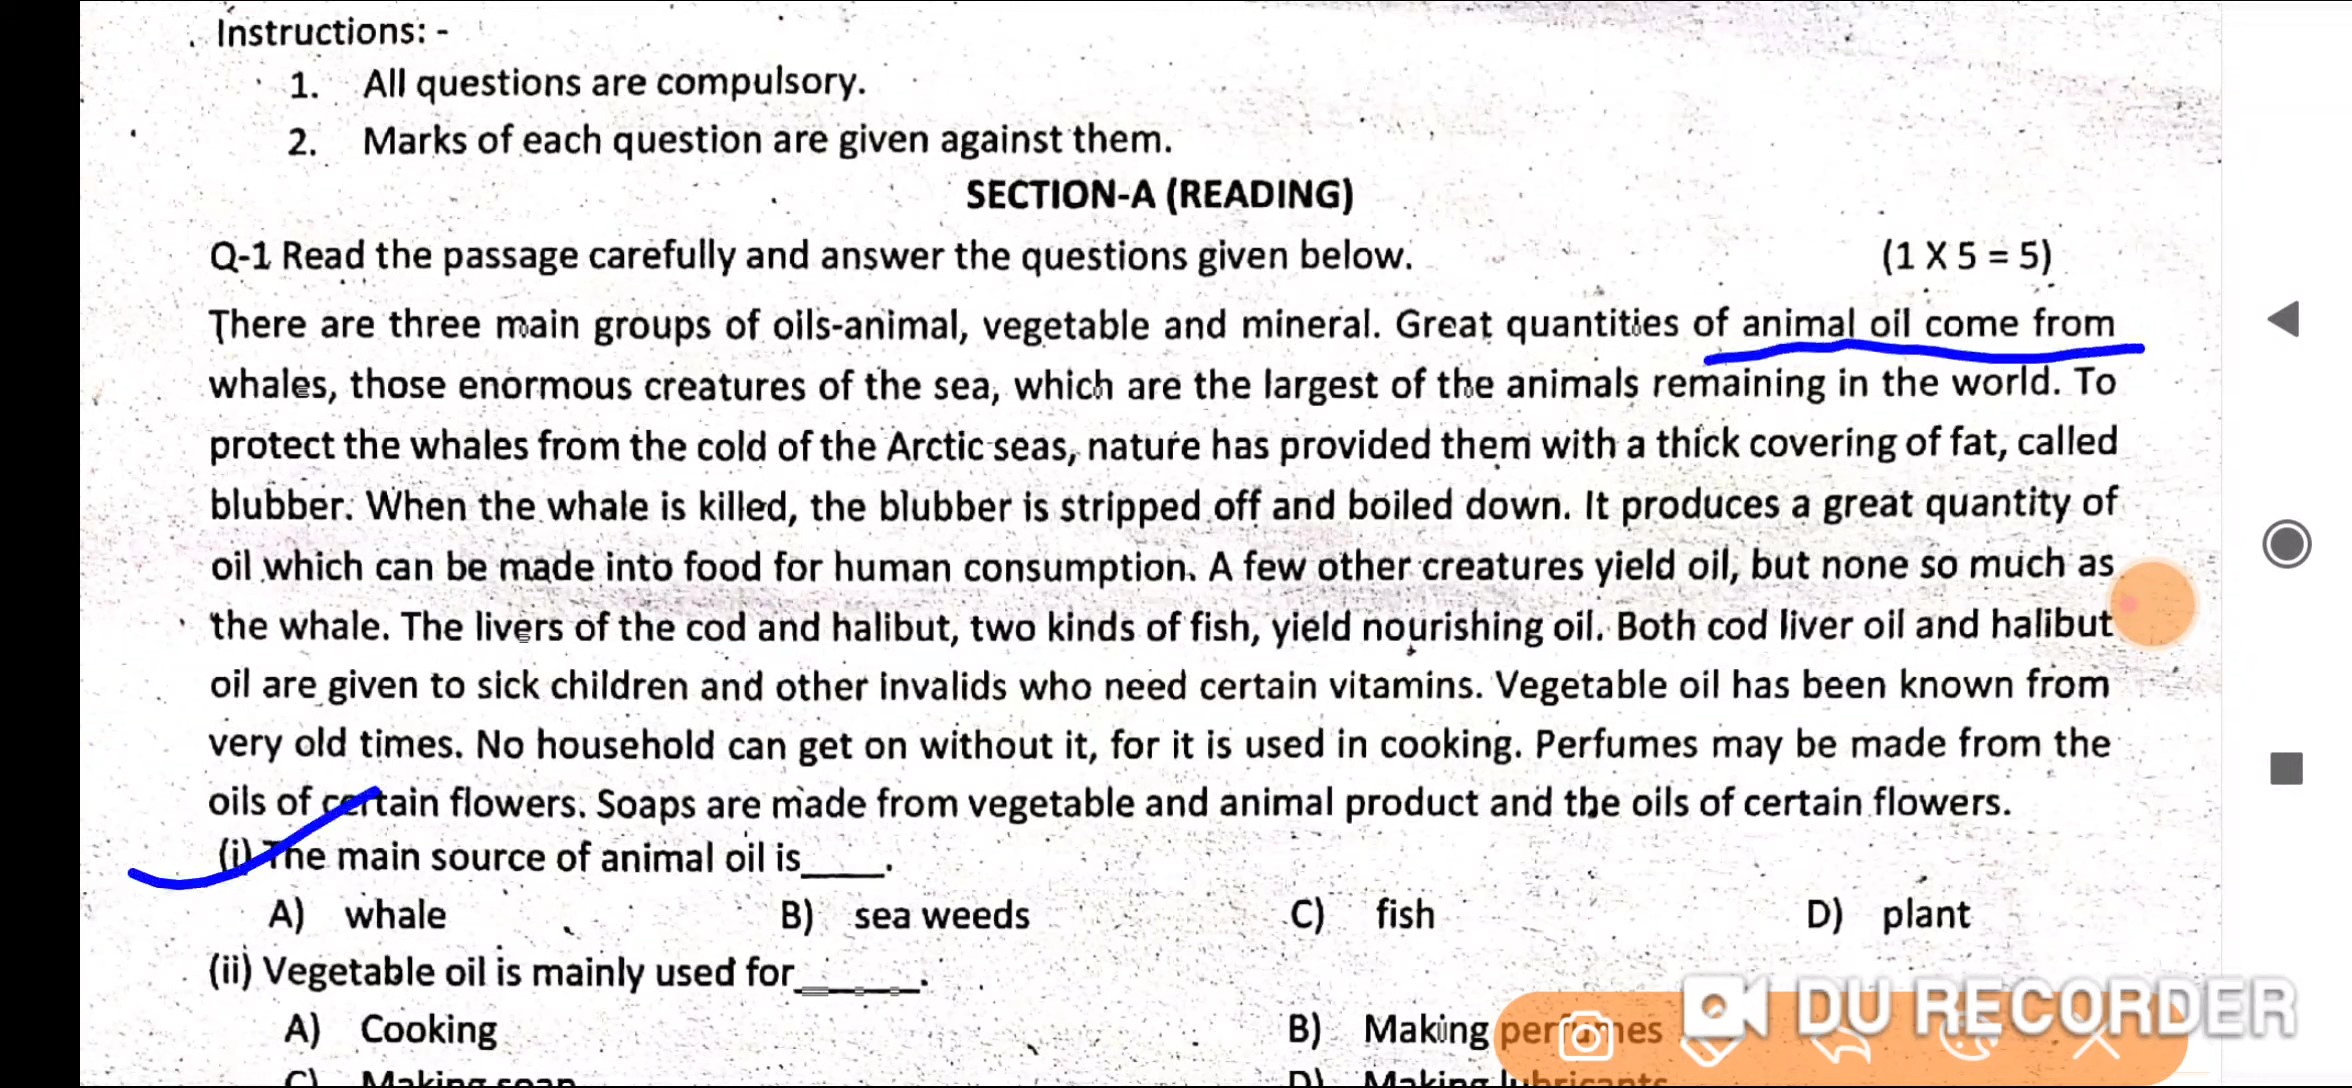 Instructions: -
1. All questions are compulsory.
2. Marks of each question are given against them.
SECTION-A (READING)
Q-1 Read the passage carefully and answer the questions given below. (1 X 5 = 5)
There are three main groups of oils-animal, vegetable and mineral. Great quantities of animal oil come from
whales, those enormous creatures of the sea, which are the largest of the animals remaining in the world. To
protect the whales from the cold of the Arctic seas, nature has provided them with a thick covering of fat, called
blubber. When the whale is killed, the blubber is stripped off and boiled down. It produces a great quantity of
oil which can be made into food for human consumption. A few other creatures yield oil, but none so much as
the whale. The livers of the cod and halibut, two kinds of fish, yield nourishing oil. Both cod liver oil and halibut
oil are given to sick children and other invalids who need certain vitamins. Vegetable oil has been known from
very old times. No household can get on without it, for it is used in cooking. Perfumes may be made from the
oils of certain flowers. Soaps are made from vegetable and animal product and the oils of certain flowers.
(i) The main source of animal oil is____.
A) whale B) sea weeds C) fish D) plant
(ii) Vegetable oil is mainly used for______.
A) Cooking B) Making perfumes
C) Making soap D) Making lubricants
DU RECORDER